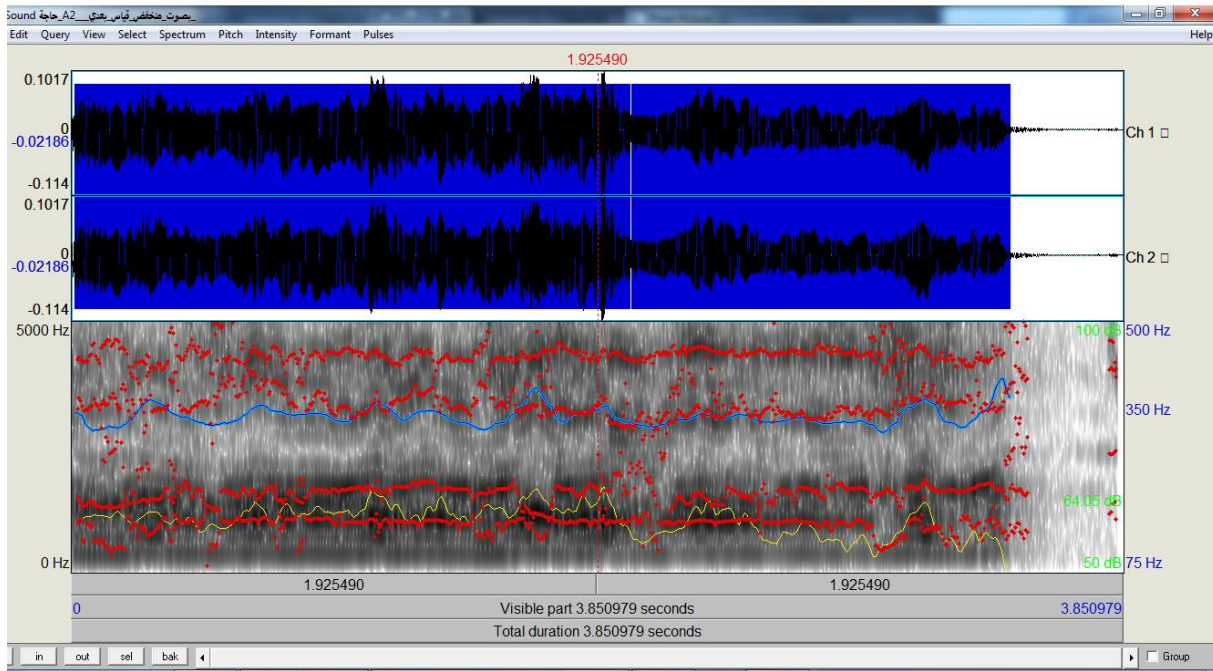 Sound بصوت_منخفض_قياس_بعدي__A2_حاجة_
Edit Query View Select Spectrum Pitch Intensity Formant Pulses Help
1.925490
0.1017
0
-0.02186
-0.114
Ch 1
0.1017
0
-0.02186
-0.114
Ch 2
5000 Hz
100 dB 500 Hz
350 Hz
64.05 dB
0 Hz
50 dB 75 Hz
1.925490 1.925490
0 Visible part 3.850979 seconds 3.850979
Total duration 3.850979 seconds
in out sel bak Group